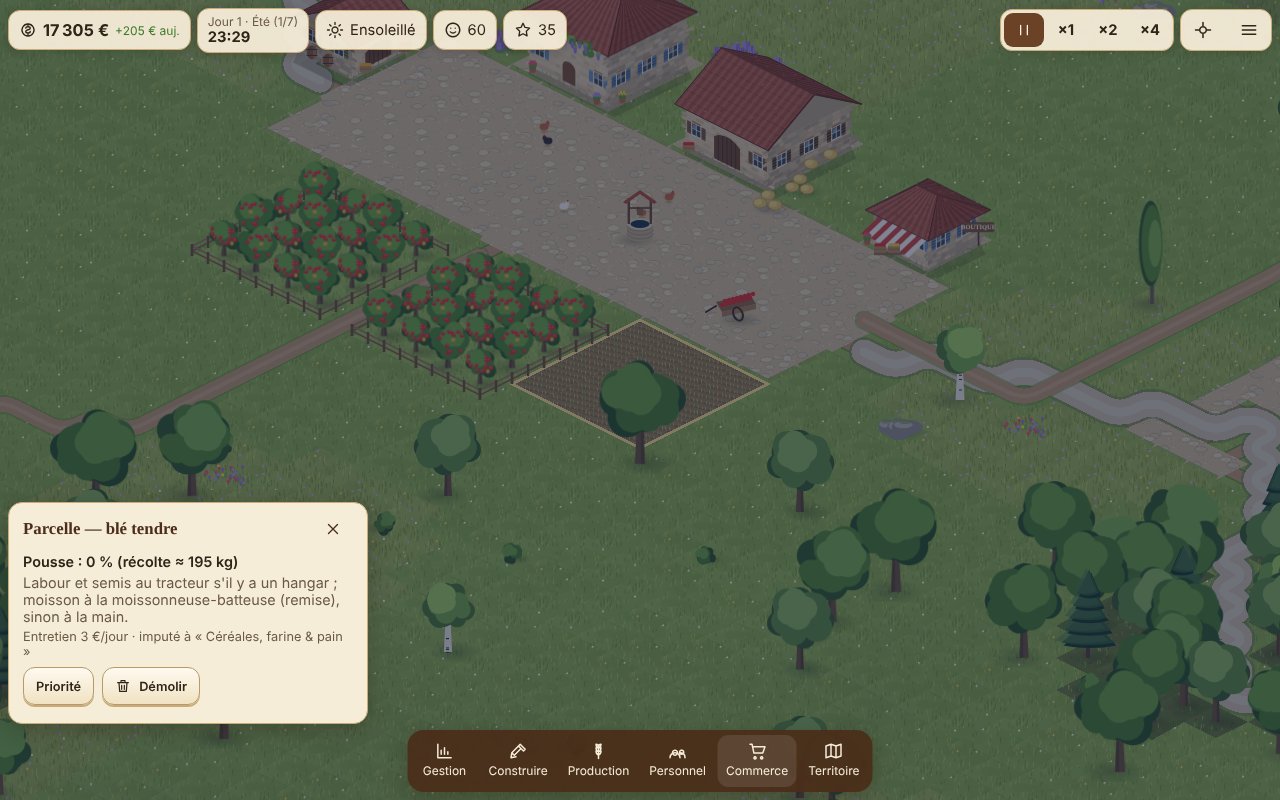 17 305 € +205 € auj.
Jour 1 · Été (1/7)
23:29
Ensoleillé
60
35
×1 ×2 ×4
BOUTIQUE
Parcelle — blé tendre
Pousse : 0 % (récolte ≈ 195 kg)
Labour et semis au tracteur s'il y a un hangar ;
moisson à la moissonneuse-batteuse (remise),
sinon à la main.
Entretien 3 €/jour · imputé à « Céréales, farine & pain
»
Priorité Démolir
Gestion Construire Production Personnel Commerce Territoire